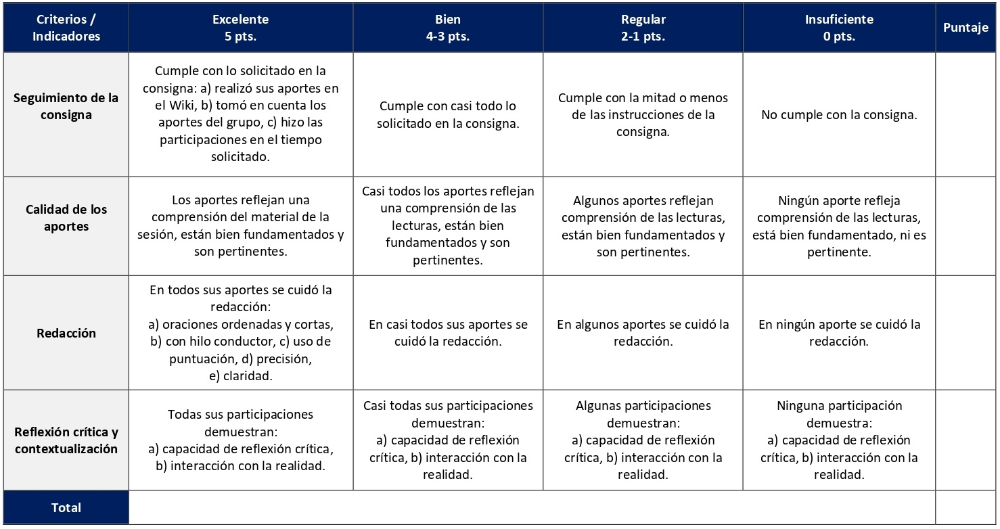 Criterios /
Indicadores
Excelente
5 pts.
Bien
4-3 pts.
Regular
2-1 pts.
Insuficiente
0 pts.
Puntaje
Seguimiento de la
consigna
Cumple con lo solicitado en la
consigna: a) realizó sus aportes en
el Wiki, b) tomó en cuenta los
aportes del grupo, c) hizo las
participaciones en el tiempo
solicitado.
Cumple con casi todo lo
solicitado en la consigna.
Cumple con la mitad o menos
de las instrucciones de la
consigna.
No cumple con la consigna.
Calidad de los
aportes
Los aportes reflejan una
comprensión del material de la
sesión, están bien fundamentados y
son pertinentes.
Casi todos los aportes reflejan
una comprensión de las
lecturas, están bien
fundamentados y son
pertinentes.
Algunos aportes reflejan
comprensión de las lecturas,
están bien fundamentados y
son pertinentes.
Ningún aporte refleja
comprensión de las lecturas,
está bien fundamentado, ni es
pertinente.
Redacción
En todos sus aportes se cuidó la
redacción:
a) oraciones ordenadas y cortas,
b) con hilo conductor, c) uso de
puntuación, d) precisión,
e) claridad.
En casi todos sus aportes se
cuidó la redacción.
En algunos aportes se cuidó la
redacción.
En ningún aporte se cuidó la
redacción.
Reflexión crítica y
contextualización
Todas sus participaciones
demuestran:
a) capacidad de reflexión crítica,
b) interacción con la realidad.
Casi todas sus participaciones
demuestran:
a) capacidad de reflexión
crítica, b) interacción con la
realidad.
Algunas participaciones
demuestran:
a) capacidad de reflexión
crítica, b) interacción con la
realidad.
Ninguna participación
demuestra:
a) capacidad de reflexión
crítica, b) interacción con la
realidad.
Total